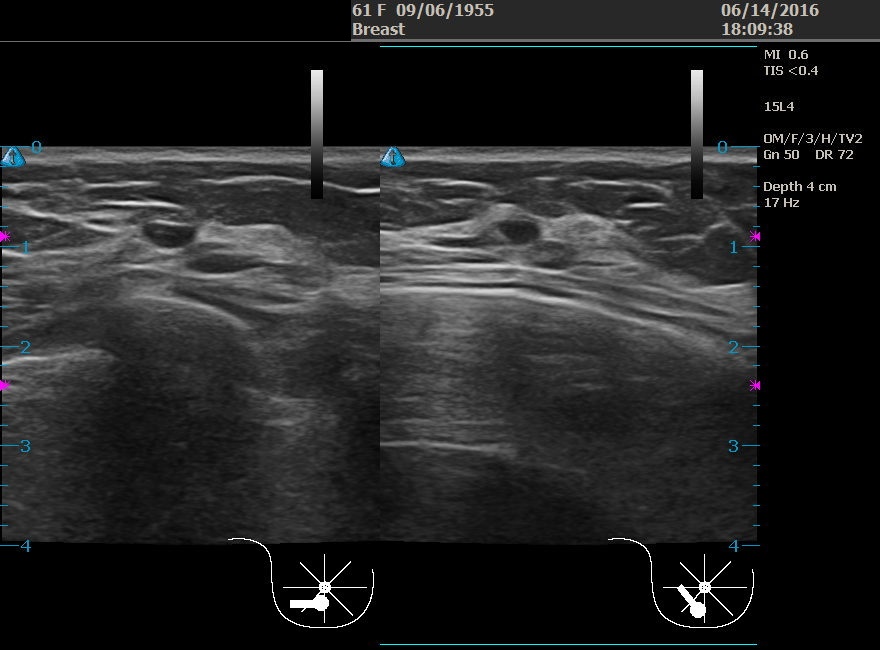 61 F 09/06/1955 06/14/2016
Breast 18:09:38
MI 0.6
TIS <0.4
15L4
OM/F/3/H/TV2
Gn 50 DR 72
Depth 4 cm
17 Hz
0 0
1 1
2 2
3 3
4 4